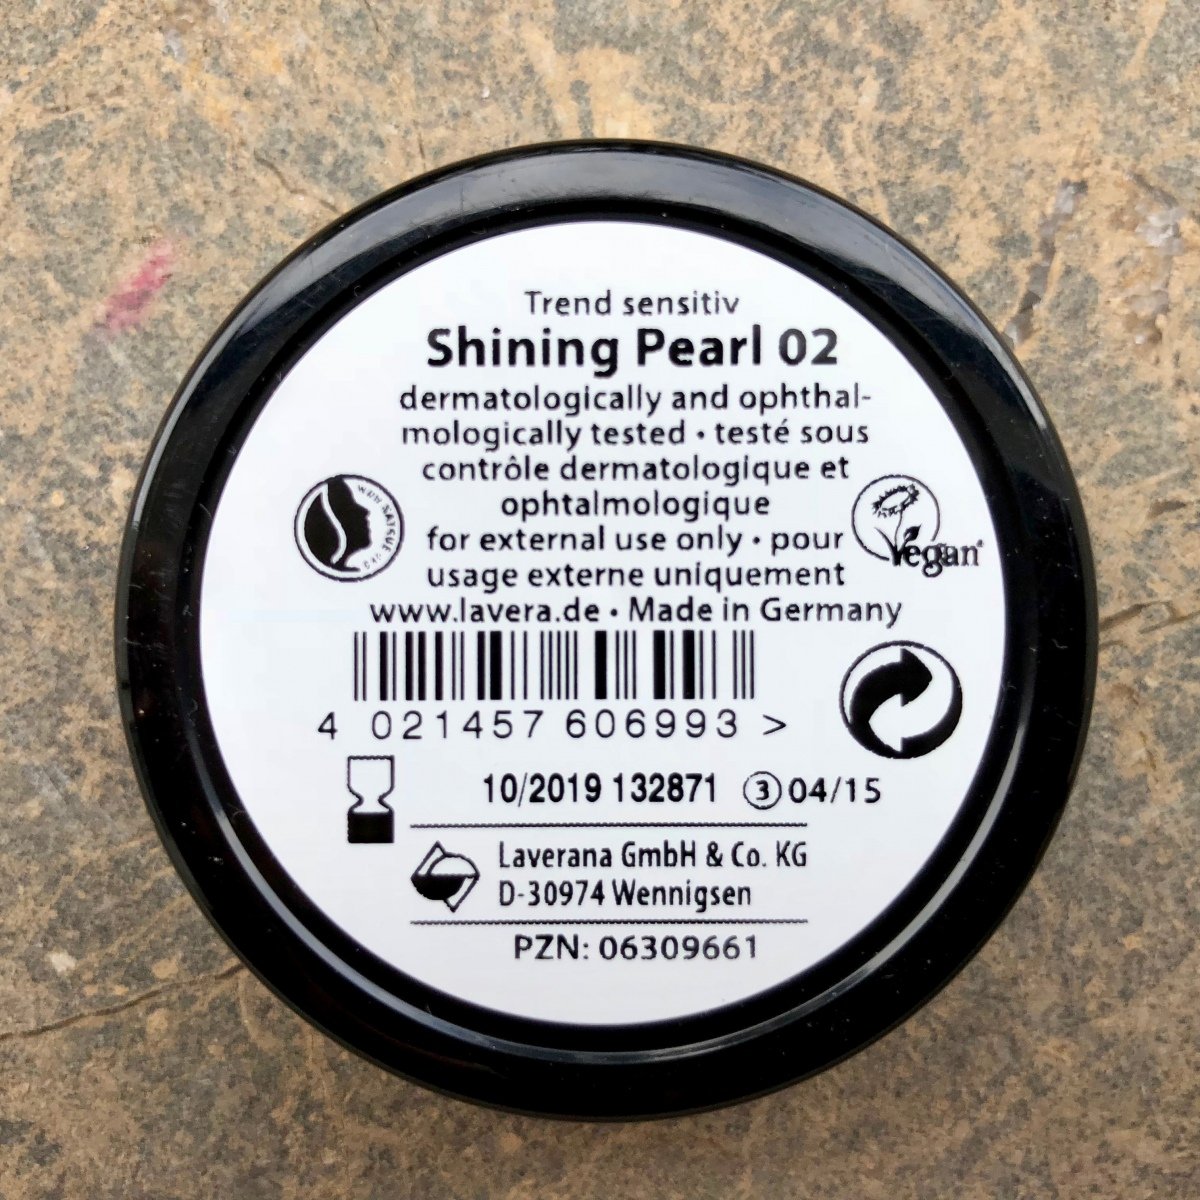 Trend sensitiv
Shining Pearl 02
dermatologically and ophthal-
mologically tested • testé sous
contrôle dermatologique et
ophtalmologique
for external use only • pour
usage externe uniquement
Vegan
www.lavera.de • Made in Germany
4 021457 606993 >
10/2019 132871 ③ 04/15
Laverana GmbH & Co. KG
D-30974 Wennigsen
PZN: 06309661